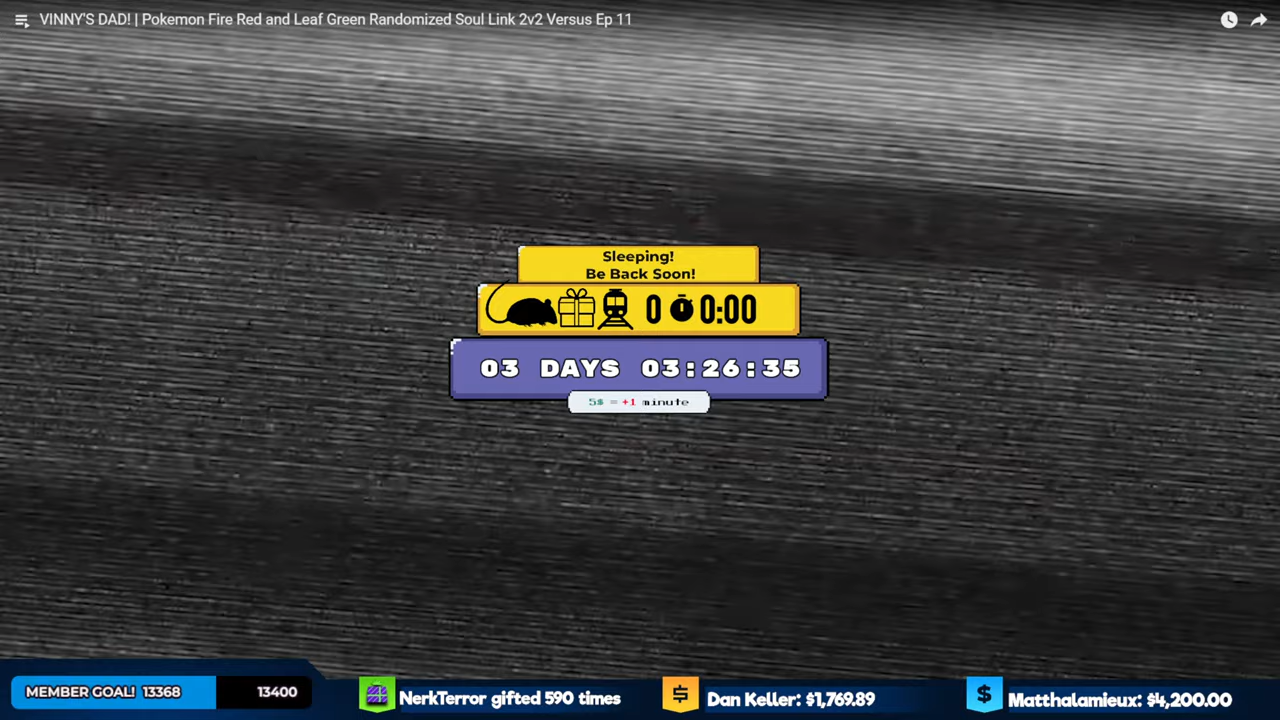 VINNY'S DAD! | Pokemon Fire Red and Leaf Green Randomized Soul Link 2v2 Versus Ep 11
Sleeping!
Be Back Soon!
0 0:00
03 DAYS 03:26:35
5$ = +1 minute
MEMBER GOAL! 13368 13400
NerkTerror gifted 590 times
Dan Keller: $1,769.89
Matthalamieux: $4,200.00